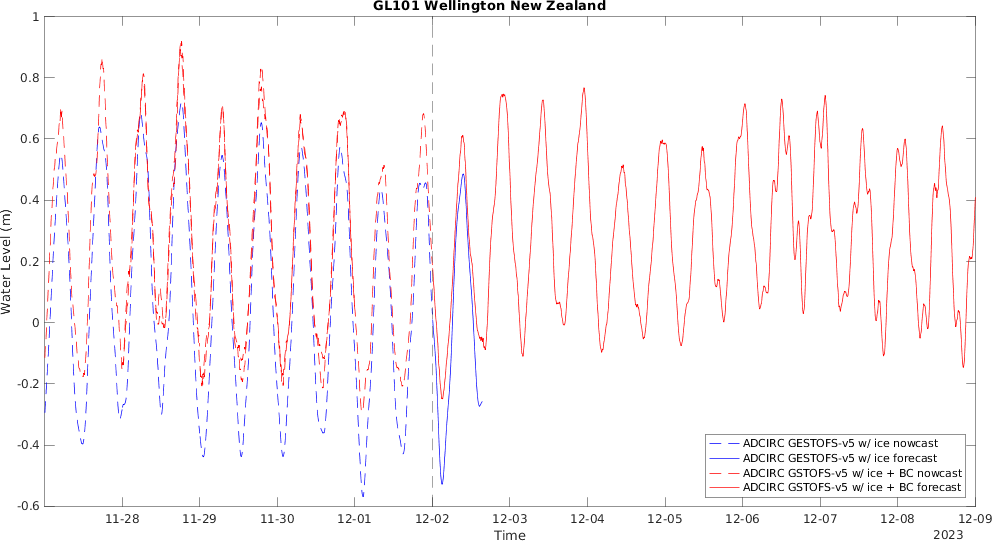 GL101 Wellington New Zealand
1
0.8
0.6
0.4
0.2
0
-0.2
-0.4
-0.6
Water Level (m)
ADCIRC GESTOFS-v5 w/ ice nowcast
ADCIRC GESTOFS-v5 w/ ice forecast
ADCIRC GSTOFS-v5 w/ ice + BC nowcast
ADCIRC GSTOFS-v5 w/ ice + BC forecast
11-28 11-29 11-30 12-01 12-02 12-03 12-04 12-05 12-06 12-07 12-08 12-09
Time
2023